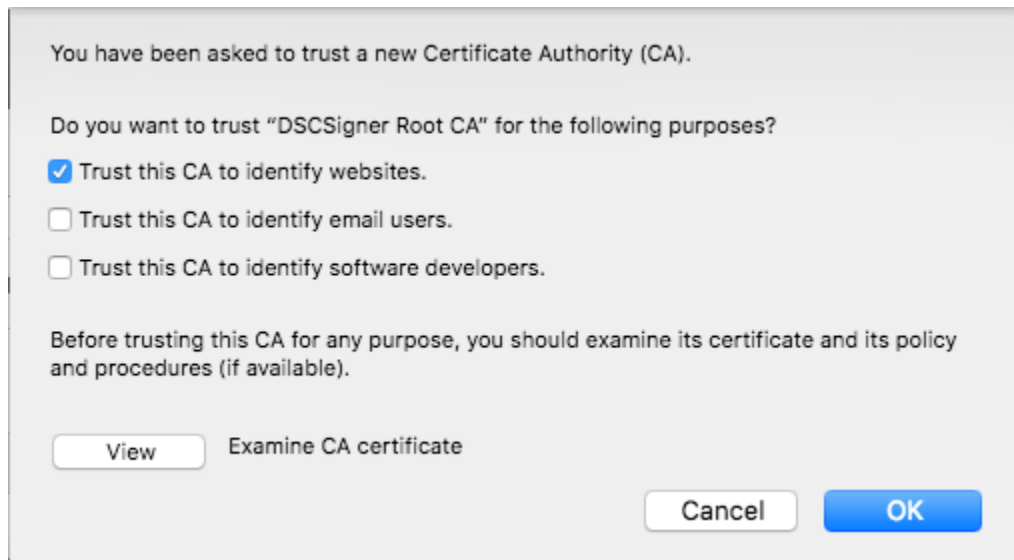 You have been asked to trust a new Certificate Authority (CA).
Do you want to trust “DSCSigner Root CA” for the following purposes?
Trust this CA to identify websites.
Trust this CA to identify email users.
Trust this CA to identify software developers.
Before trusting this CA for any purpose, you should examine its certificate and its policy
and procedures (if available).
View Examine CA certificate
Cancel OK